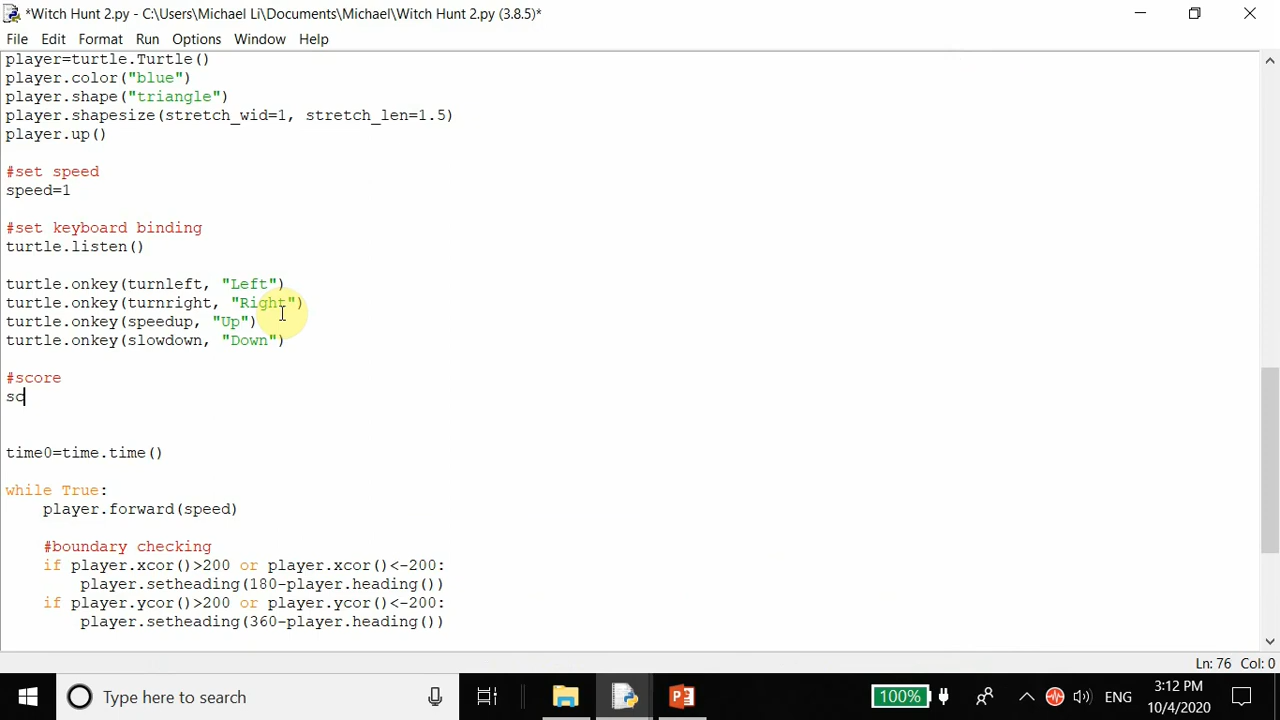 *Witch Hunt 2.py - C:\Users\Michael Li\Documents\Michael\Witch Hunt 2.py (3.8.5)*
File Edit Format Run Options Window Help
player=turtle.Turtle()
player.color("blue")
player.shape("triangle")
player.shapesize(stretch_wid=1, stretch_len=1.5)
player.up()
#set speed
speed=1
#set keyboard binding
turtle.listen()
turtle.onkey(turnleft, "Left")
turtle.onkey(turnright, "Right")
turtle.onkey(speedup, "Up")
turtle.onkey(slowdown, "Down")
#score
sc
time0=time.time()
while True:
    player.forward(speed)
    #boundary checking
    if player.xcor()>200 or player.xcor()<-200:
        player.setheading(180-player.heading())
    if player.ycor()>200 or player.ycor()<-200:
        player.setheading(360-player.heading())
Ln: 76 Col: 0
Type here to search
100%
ENG
3:12 PM
10/4/2020